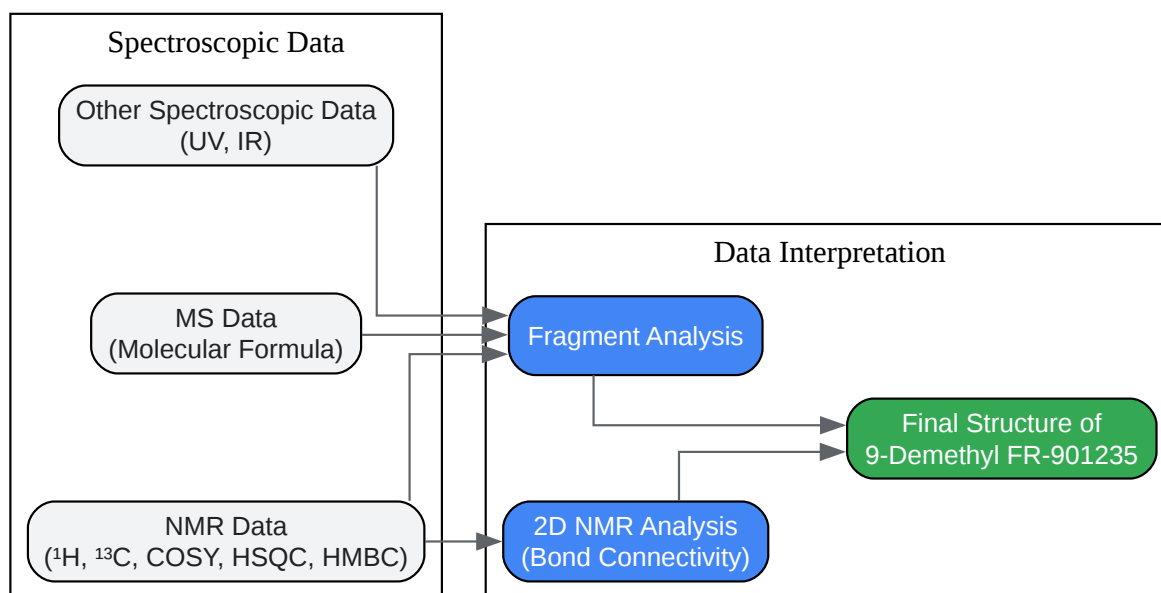 Spectroscopic Data
Other Spectroscopic Data
(UV, IR)
MS Data
(Molecular Formula)
NMR Data
(¹H, ¹³C, COSY, HSQC, HMBC)
Data Interpretation
Fragment Analysis
2D NMR Analysis
(Bond Connectivity)
Final Structure of
9-Demethyl FR-901235